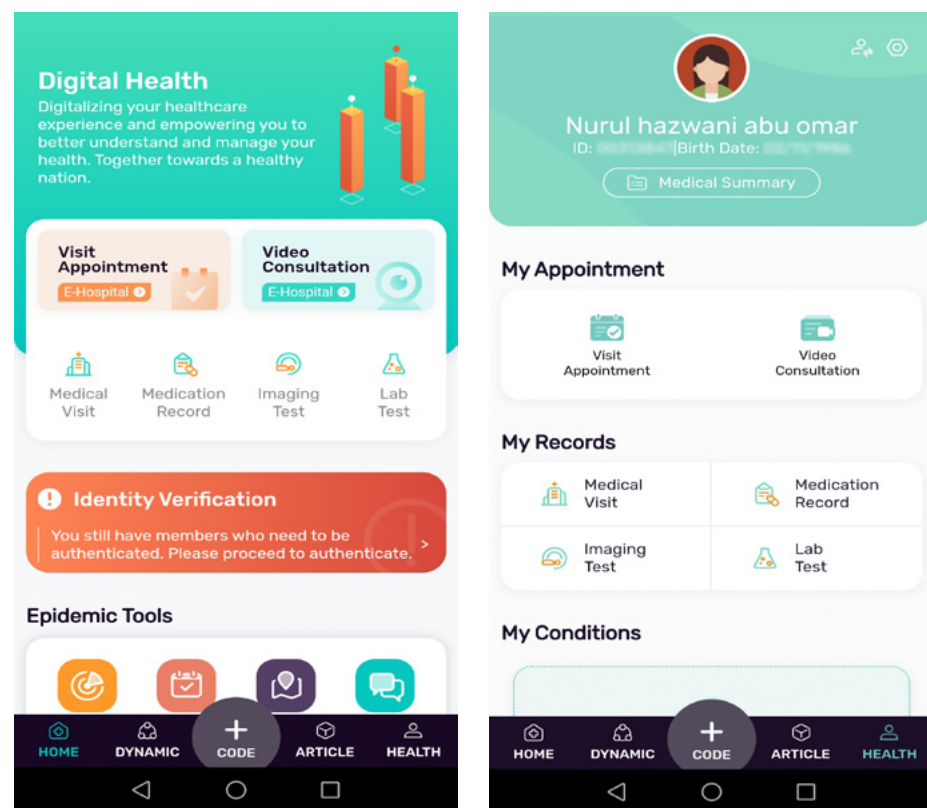 Digital Health
Digitalizing your healthcare
experience and empowering you to
better understand and manage your
health. Together towards a healthy
nation.
Visit
Appointment
E-Hospital
Video
Consultation
E-Hospital
Medical
Visit
Medication
Record
Imaging
Test
Lab
Test
Identity Verification
You still have members who need to be
authenticated. Please proceed to authenticate.
Epidemic Tools
HOME
DYNAMIC
CODE
ARTICLE
HEALTH
Nurul hazwani abu omar
ID: |Birth Date:
Medical Summary
My Appointment
Visit
Appointment
Video
Consultation
My Records
Medical
Visit
Medication
Record
Imaging
Test
Lab
Test
My Conditions
HOME
DYNAMIC
CODE
ARTICLE
HEALTH